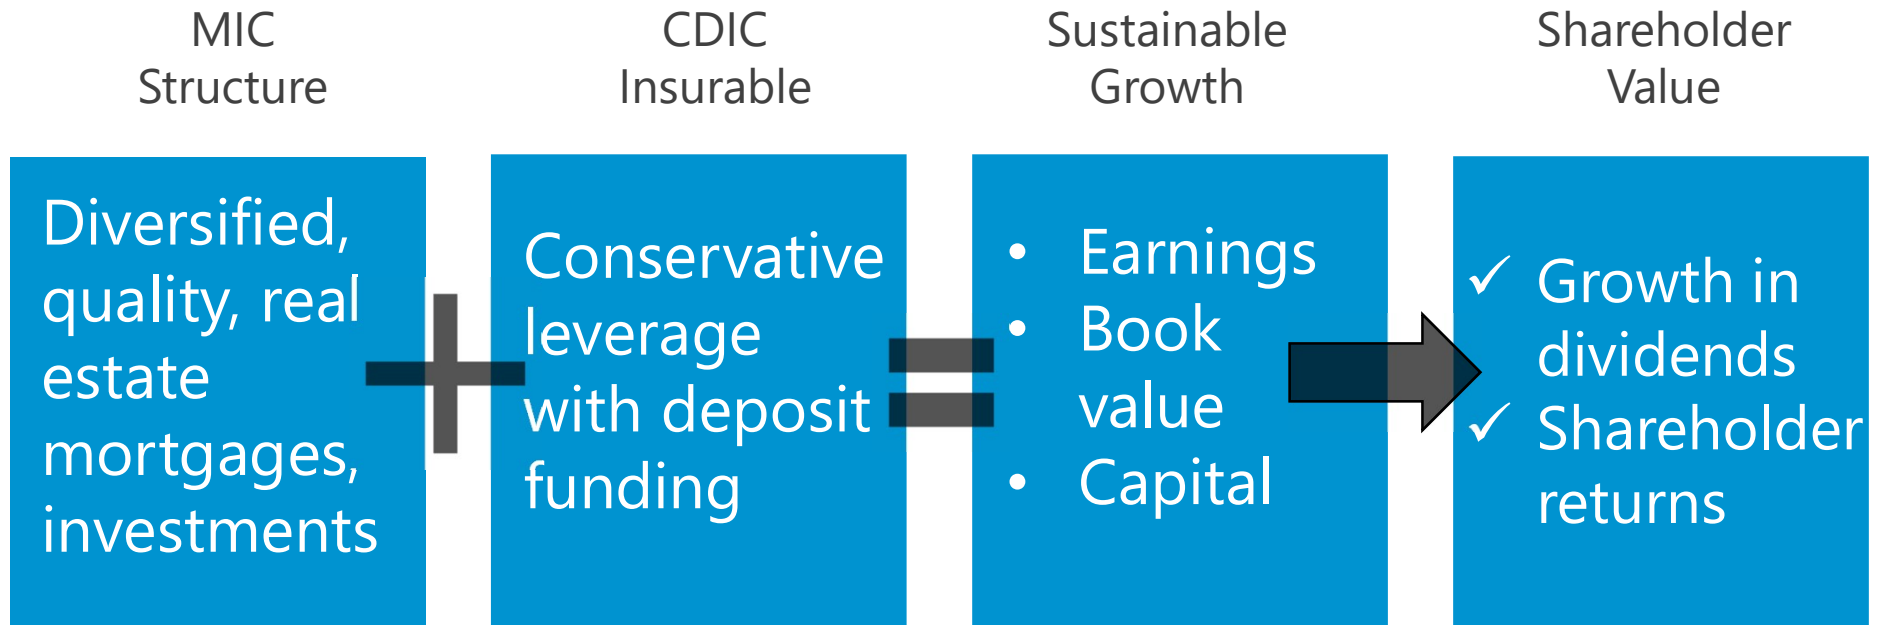 MIC
Structure
CDIC
Insurable
Sustainable
Growth
Shareholder
Value
Diversified,
quality, real
estate
mortgages,
investments
Conservative
leverage
with deposit
funding
• Earnings
• Book
value
• Capital
✓ Growth in
dividends
✓ Shareholder
returns